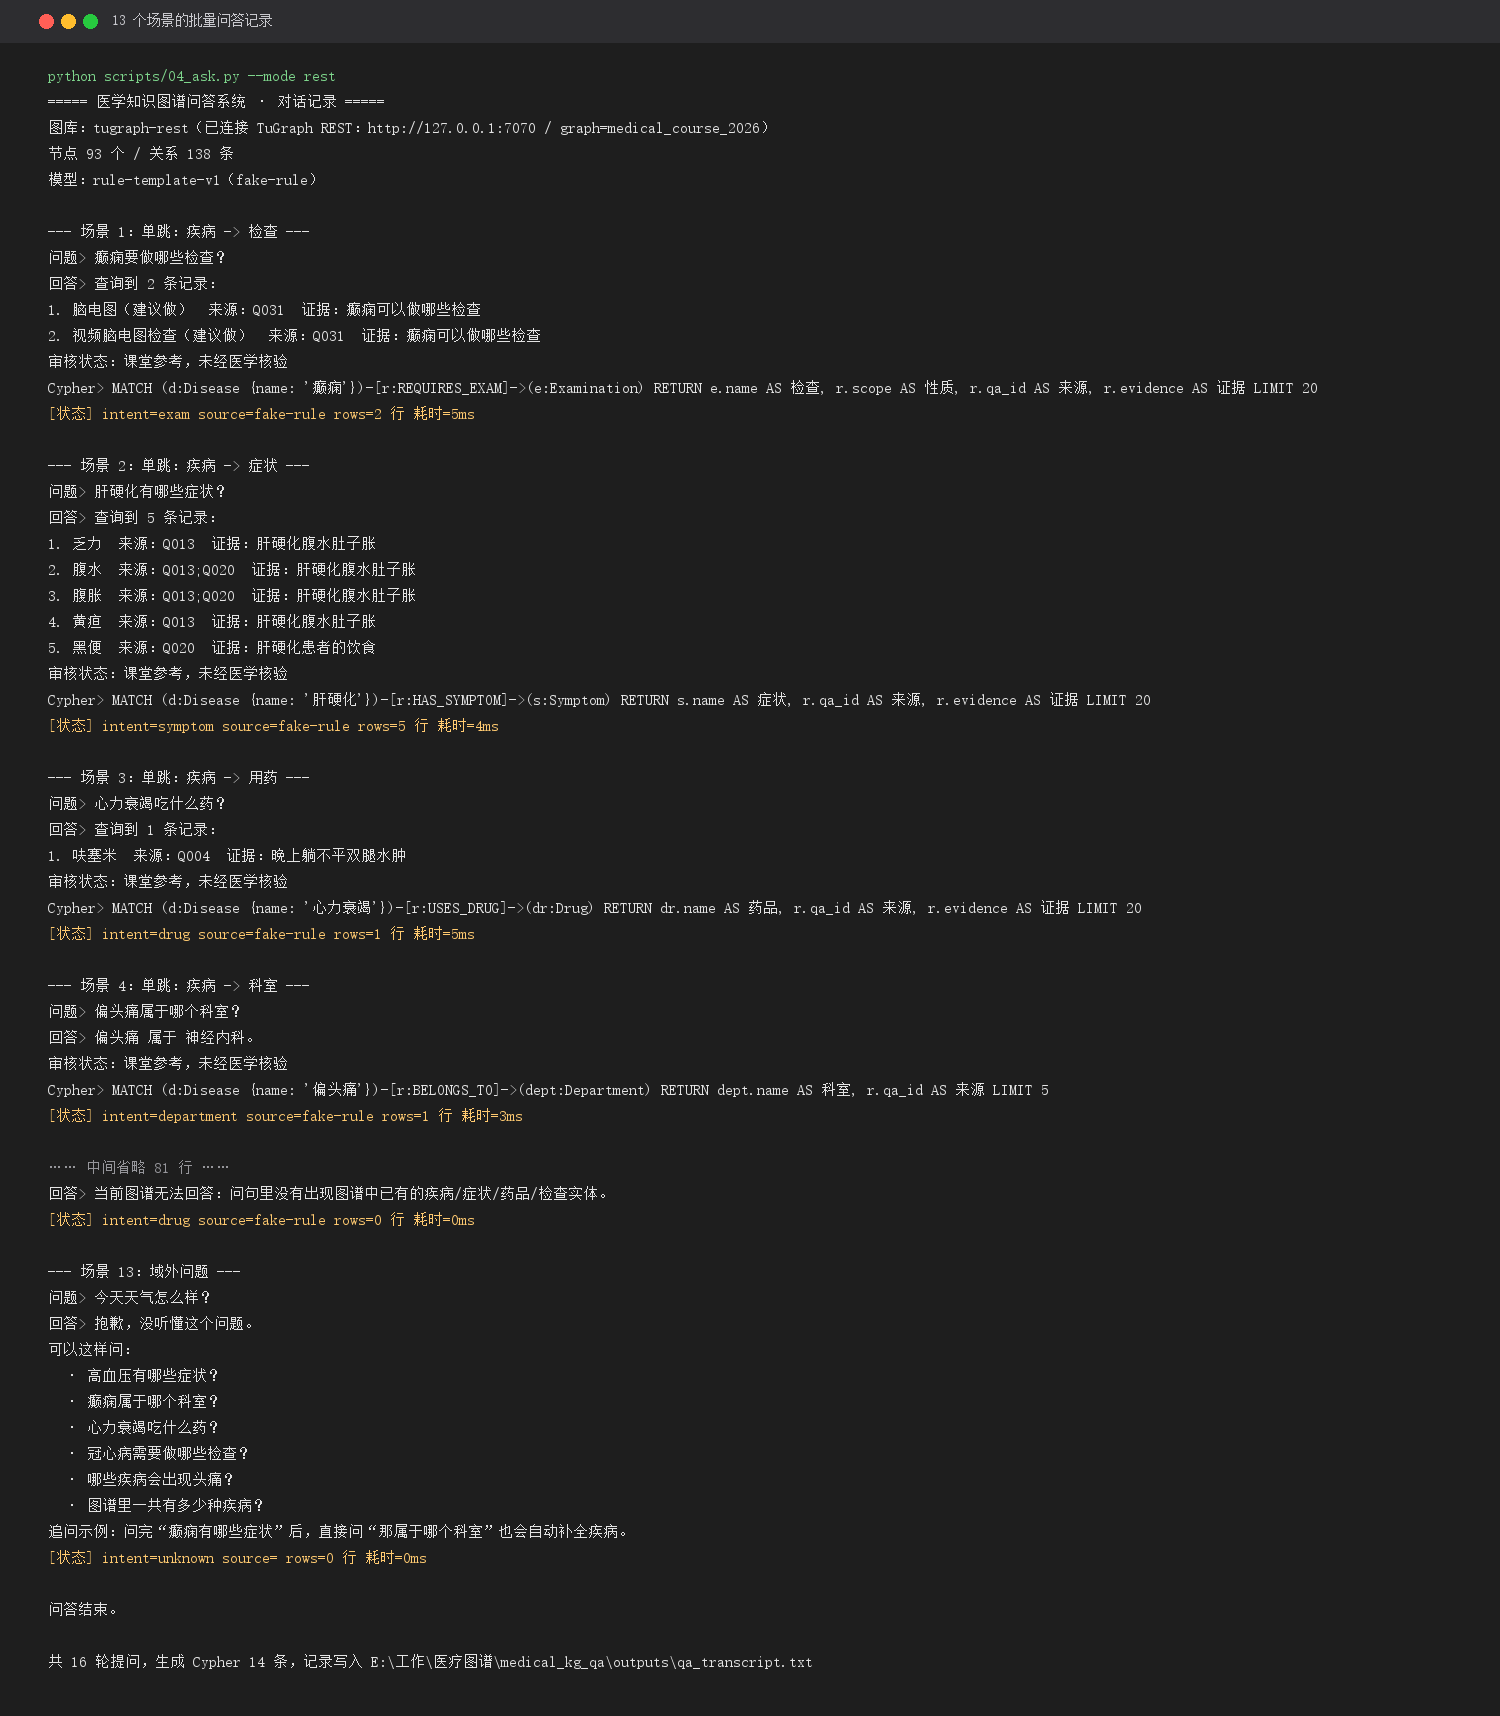 13 个场景的批量问答记录
python scripts/04_ask.py --mode rest
===== 医学知识图谱问答系统 · 对话记录 =====
图库：tugraph-rest（已连接 TuGraph REST：http://127.0.0.1:7070 / graph=medical_course_2026）
节点 93 个 / 关系 138 条
模型：rule-template-v1（fake-rule）
--- 场景 1：单跳：疾病 -> 检查 ---
问题> 癫痫要做哪些检查？
回答> 查询到 2 条记录：
1. 脑电图（建议做）  来源：Q031  证据：癫痫可以做哪些检查
2. 视频脑电图检查（建议做）  来源：Q031  证据：癫痫可以做哪些检查
审核状态：课堂参考，未经医学核验
Cypher> MATCH (d:Disease {name: '癫痫'})-[r:REQUIRES_EXAM]->(e:Examination) RETURN e.name AS 检查, r.scope AS 性质, r.qa_id AS 来源, r.evidence AS 证据 LIMIT 20
[状态] intent=exam source=fake-rule rows=2 行 耗时=5ms
--- 场景 2：单跳：疾病 -> 症状 ---
问题> 肝硬化有哪些症状？
回答> 查询到 5 条记录：
1. 乏力  来源：Q013  证据：肝硬化腹水肚子胀
2. 腹水  来源：Q013;Q020  证据：肝硬化腹水肚子胀
3. 腹胀  来源：Q013;Q020  证据：肝硬化腹水肚子胀
4. 黄疸  来源：Q013  证据：肝硬化腹水肚子胀
5. 黑便  来源：Q020  证据：肝硬化患者的饮食
审核状态：课堂参考，未经医学核验
Cypher> MATCH (d:Disease {name: '肝硬化'})-[r:HAS_SYMPTOM]->(s:Symptom) RETURN s.name AS 症状, r.qa_id AS 来源, r.evidence AS 证据 LIMIT 20
[状态] intent=symptom source=fake-rule rows=5 行 耗时=4ms
--- 场景 3：单跳：疾病 -> 用药 ---
问题> 心力衰竭吃什么药？
回答> 查询到 1 条记录：
1. 呋塞米  来源：Q004  证据：晚上躺不平双腿水肿
审核状态：课堂参考，未经医学核验
Cypher> MATCH (d:Disease {name: '心力衰竭'})-[r:USES_DRUG]->(dr:Drug) RETURN dr.name AS 药品, r.qa_id AS 来源, r.evidence AS 证据 LIMIT 20
[状态] intent=drug source=fake-rule rows=1 行 耗时=5ms
--- 场景 4：单跳：疾病 -> 科室 ---
问题> 偏头痛属于哪个科室？
回答> 偏头痛 属于 神经内科。
审核状态：课堂参考，未经医学核验
Cypher> MATCH (d:Disease {name: '偏头痛'})-[r:BELONGS_TO]->(dept:Department) RETURN dept.name AS 科室, r.qa_id AS 来源 LIMIT 5
[状态] intent=department source=fake-rule rows=1 行 耗时=3ms
…… 中间省略 81 行 ……
回答> 当前图谱无法回答：问句里没有出现图谱中已有的疾病/症状/药品/检查实体。
[状态] intent=drug source=fake-rule rows=0 行 耗时=0ms
--- 场景 13：域外问题 ---
问题> 今天天气怎么样？
回答> 抱歉，没听懂这个问题。
可以这样问：
· 高血压有哪些症状？
· 癫痫属于哪个科室？
· 心力衰竭吃什么药？
· 冠心病需要做哪些检查？
· 哪些疾病会出现头痛？
· 图谱里一共有多少种疾病？
追问示例：问完“癫痫有哪些症状”后，直接问“那属于哪个科室”也会自动补全疾病。
[状态] intent=unknown source= rows=0 行 耗时=0ms
问答结束。
共 16 轮提问，生成 Cypher 14 条，记录写入 E:\工作\医疗图谱\medical_kg_qa\outputs\qa_transcript.txt